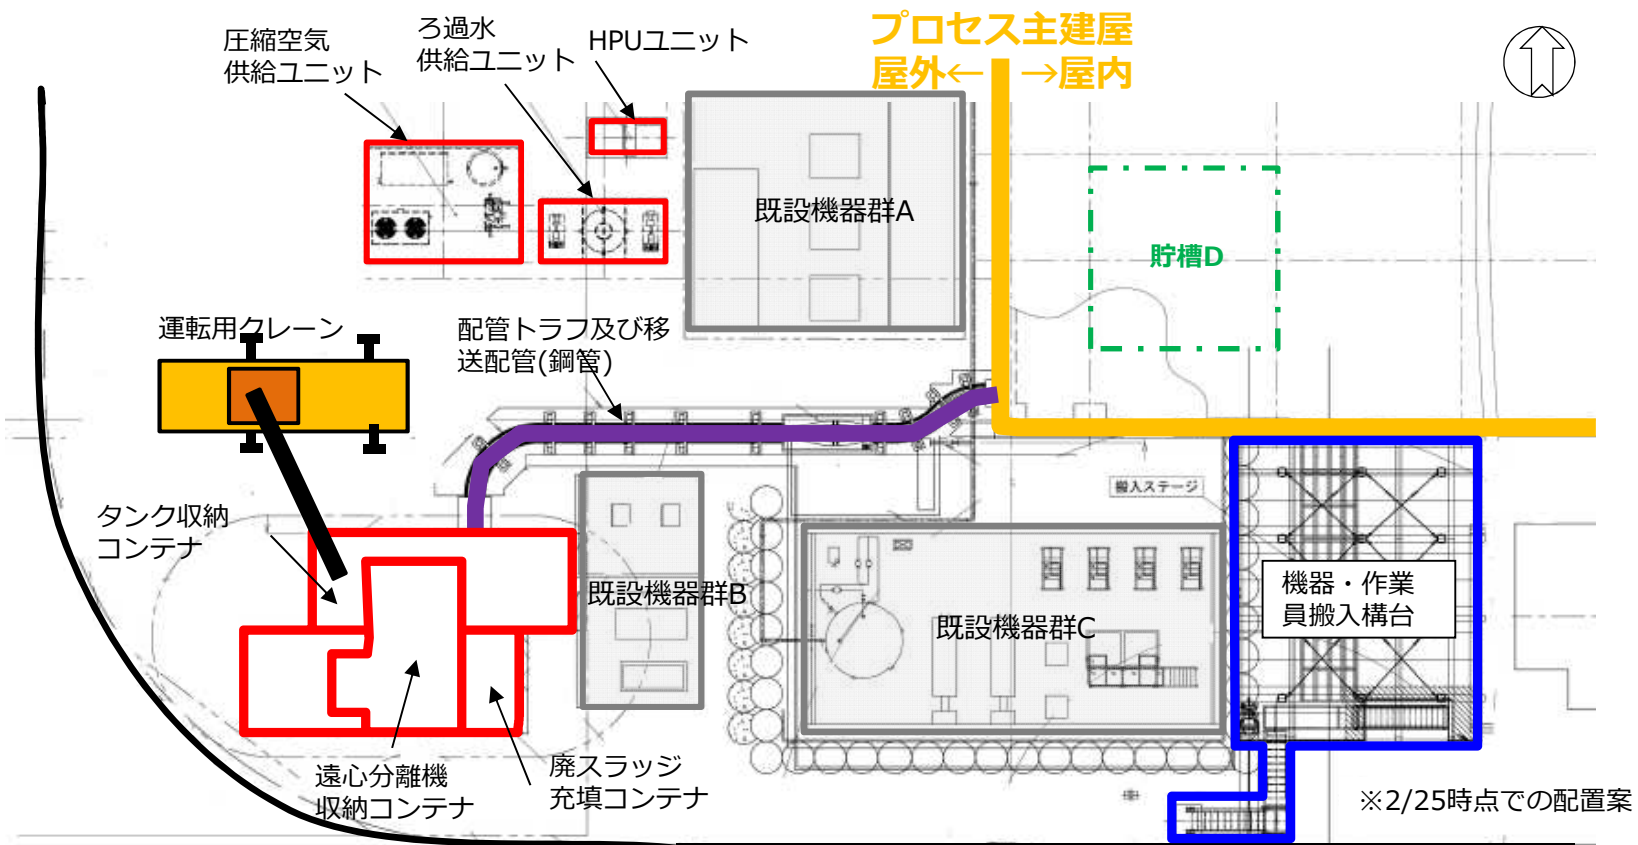 圧縮空気
供給ユニット
ろ過水
供給ユニット
HPUユニット
プロセス主建屋
屋外← →屋内
既設機器群A
貯槽D
運転用クレーン
配管トラフ及び移
送配管(鋼管)
搬入ステージ
タンク収納
コンテナ
既設機器群B
既設機器群C
機器・作業
員搬入構台
遠心分離機
収納コンテナ
廃スラッジ
充填コンテナ
※2/25時点での配置案